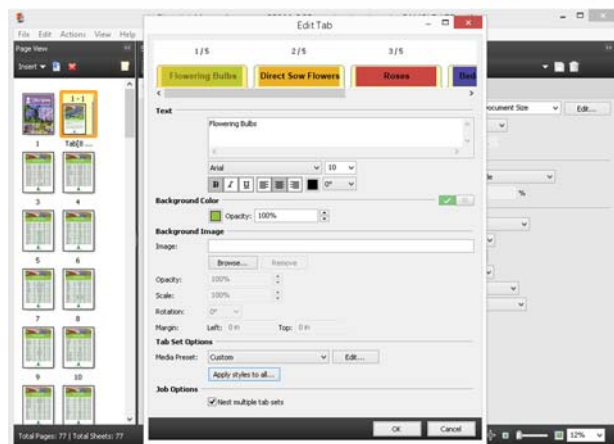 Edit Tab
File Edit Actions View Help
Page View
Insert
1 / 5 2 / 5 3 / 5
Flowering Bulbs Direct Sow Flowers Roses
Text
Flowering Bulbs
Arial 10
B I U 0°
Background Color
Opacity: 100%
Background Image
Image:
Browse... Remove
Opacity: 100%
Scale: 100%
Rotation: 0°
Margin: Left: 0 in Top: 0 in
Tab Set Options
Media Preset: Custom Edit...
Apply styles to all...
Job Options
Nest multiple tab sets
OK Cancel
1 - 1
1 Tab[8 ...
3 4
5 6
7 8
9 10
ocument Size Edit...
%
Total Pages: 77 | Total Sheets: 77
12%